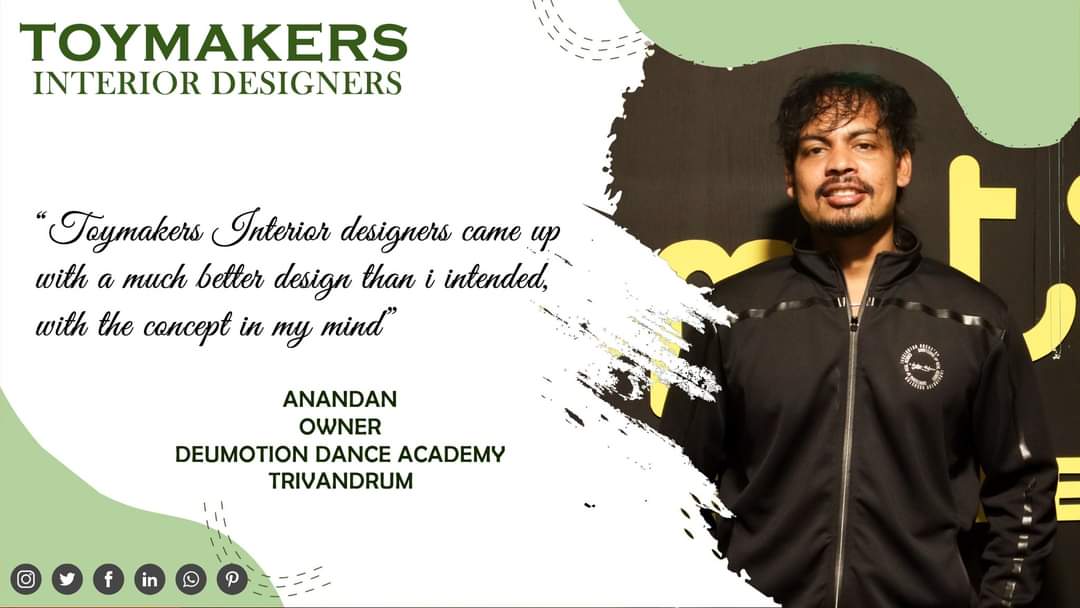 TOYMAKERS
INTERIOR DESIGNERS
“Toymakers Interior designers came up
with a much better design than i intended,
with the concept in my mind”
ANANDAN
OWNER
DEUMOTION DANCE ACADEMY
TRIVANDRUM